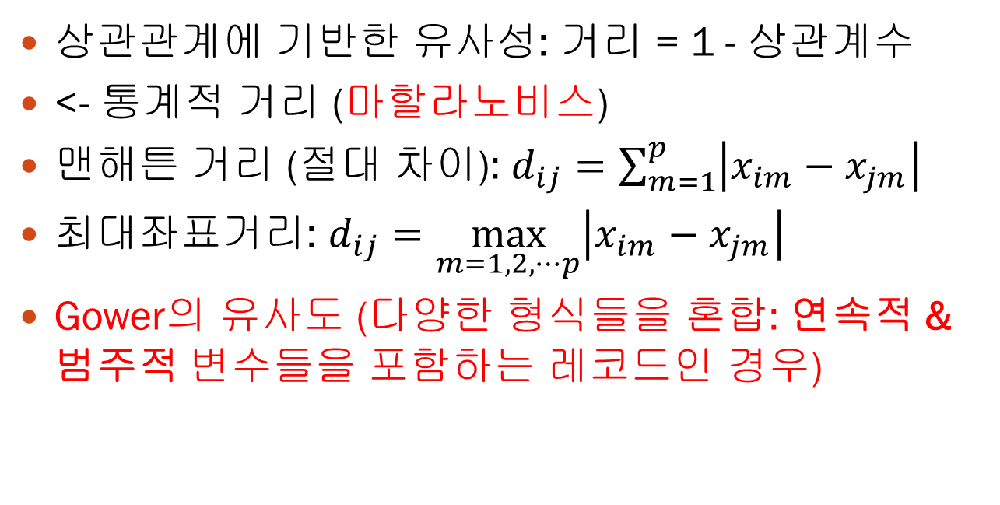 • 상관관계에 기반한 유사성: 거리 = 1 - 상관계수
• <- 통계적 거리 (마할라노비스)
• 맨해튼 거리 (절대 차이): $d_{ij} = \sum_{m=1}^{p} |x_{im} - x_{jm}|$
• 최대좌표거리: $d_{ij} = \max_{m=1,2,\cdots p} |x_{im} - x_{jm}|$
• Gower의 유사도 (다양한 형식들을 혼합: 연속적 &
범주적 변수들을 포함하는 레코드인 경우)